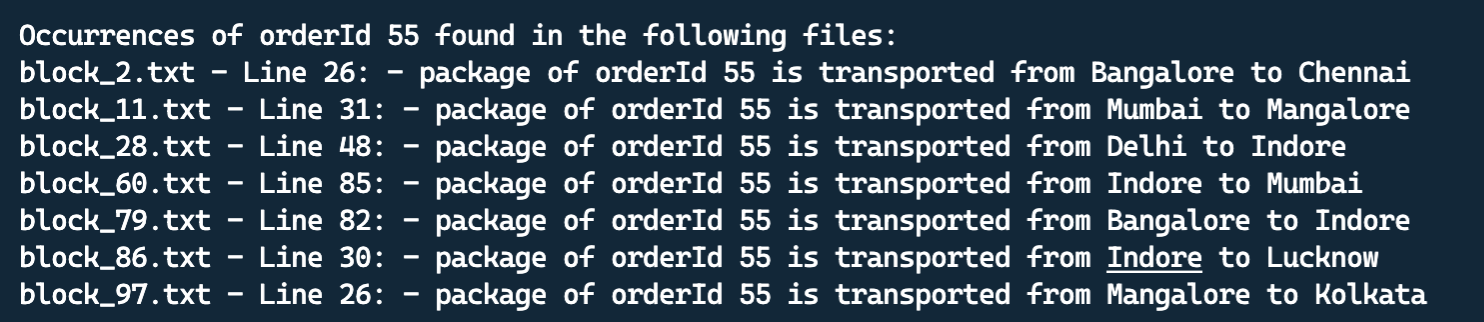 Occurrences of orderId 55 found in the following files:
block_2.txt - Line 26: - package of orderId 55 is transported from Bangalore to Chennai
block_11.txt - Line 31: - package of orderId 55 is transported from Mumbai to Mangalore
block_28.txt - Line 48: - package of orderId 55 is transported from Delhi to Indore
block_60.txt - Line 85: - package of orderId 55 is transported from Indore to Mumbai
block_79.txt - Line 82: - package of orderId 55 is transported from Bangalore to Indore
block_86.txt - Line 30: - package of orderId 55 is transported from Indore to Lucknow
block_97.txt - Line 26: - package of orderId 55 is transported from Mangalore to Kolkata